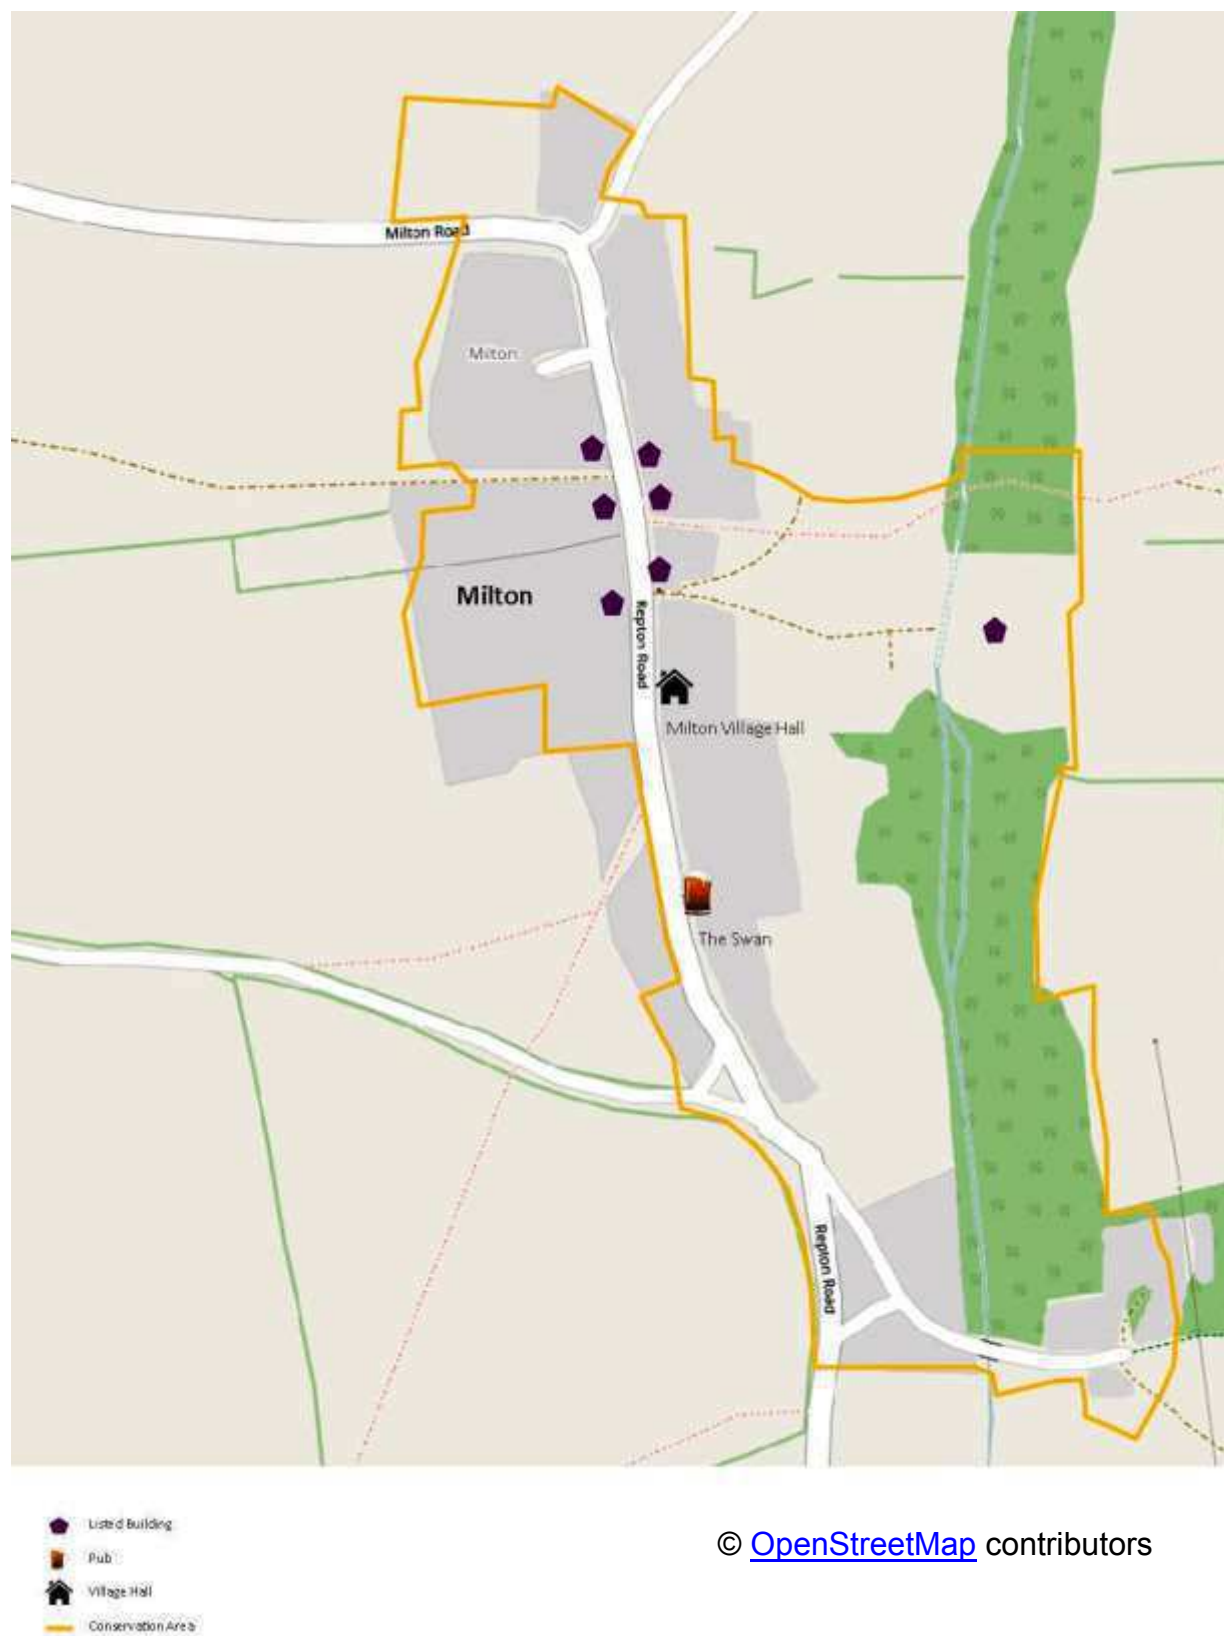 Milton Road
Milton
Milton
Repton Road
Milton Village Hall
The Swan
Repton Road
Listed Building
Pub
Village Hall
Conservation Area
© OpenStreetMap contributors